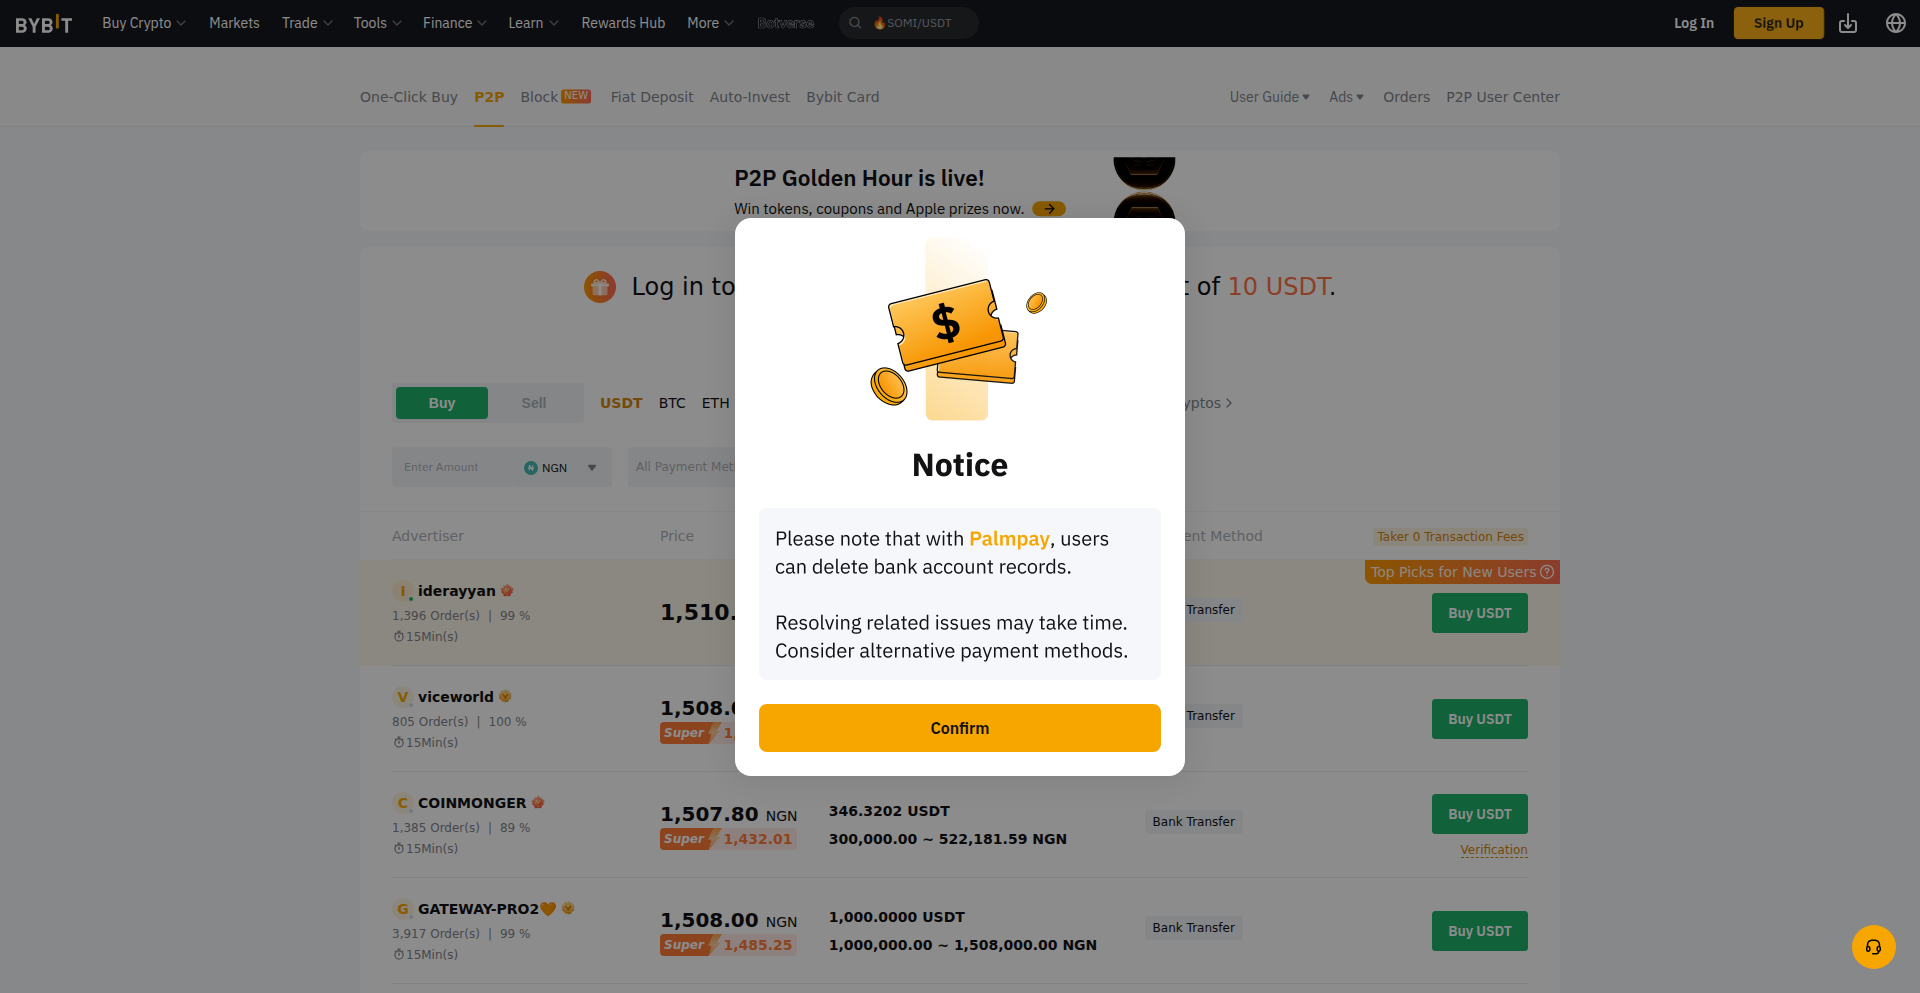 BYBIT Buy Crypto Markets Trade Tools Finance Learn Rewards Hub More Botverse SOMI/USDT Log In Sign Up
One-Click Buy P2P Block NEW Fiat Deposit Auto-Invest Bybit Card User Guide Ads Orders P2P User Center
P2P Golden Hour is live!
Win tokens, coupons and Apple prizes now.
Log in to
of 10 USDT.
Buy Sell USDT BTC ETH
yptos
Enter Amount NGN All Payment Met
$
Notice
Please note that with Palmpay, users
can delete bank account records.
Resolving related issues may take time.
Consider alternative payment methods.
Confirm
Advertiser Price
ent Method Taker 0 Transaction Fees
Top Picks for New Users
I iderayyan
1,396 Order(s) | 99 %
15Min(s)
1,510.
Transfer
Buy USDT
V viceworld
805 Order(s) | 100 %
15Min(s)
1,508.
Super 1,
Transfer
Buy USDT
C COINMONGER
1,385 Order(s) | 89 %
15Min(s)
1,507.80 NGN
Super 1,432.01
346.3202 USDT
300,000.00 ~ 522,181.59 NGN
Bank Transfer
Buy USDT
Verification
G GATEWAY-PRO2🧡
3,917 Order(s) | 99 %
15Min(s)
1,508.00 NGN
Super 1,485.25
1,000.0000 USDT
1,000,000.00 ~ 1,508,000.00 NGN
Bank Transfer
Buy USDT